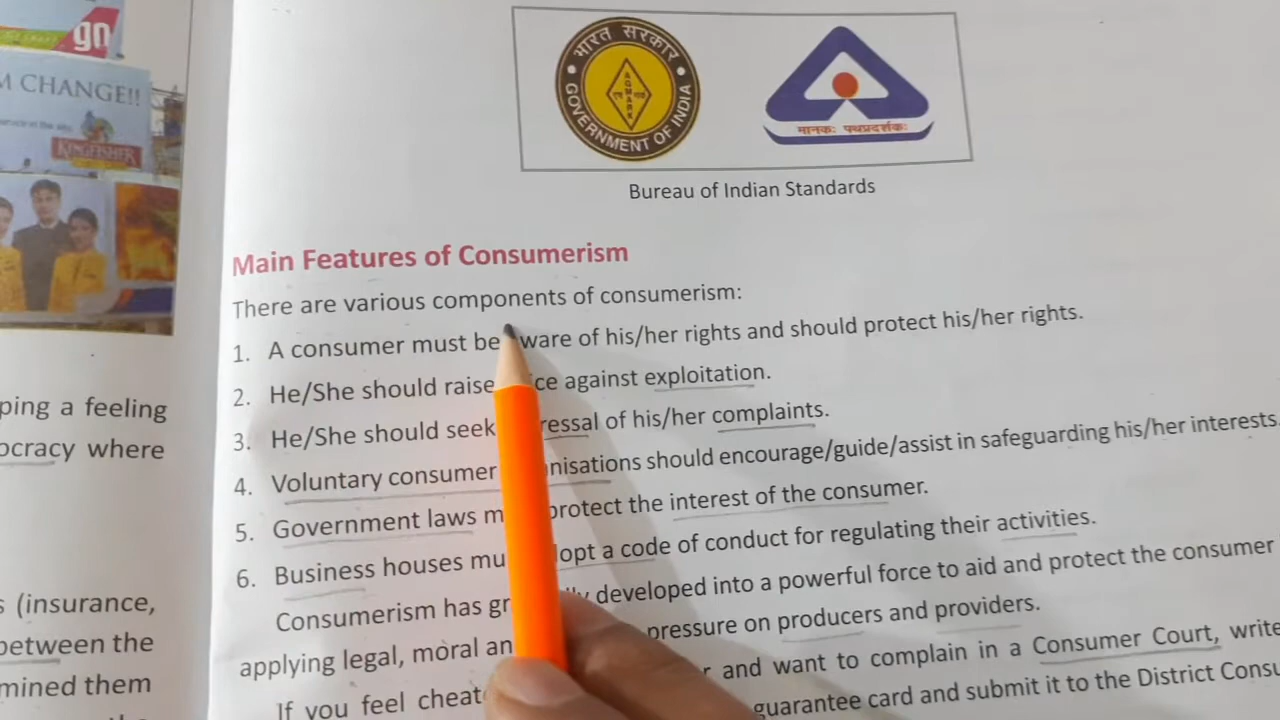 gn
M CHANGE!!
KINGFISHER
भारत सरकार
AGMARK
GOVERNMENT OF INDIA
मानकः पथप्रदर्शकः
Bureau of Indian Standards
Main Features of Consumerism
There are various components of consumerism:
1. A consumer must be ware of his/her rights and should protect his/her rights.
2. He/She should raise ce against exploitation.
3. He/She should seek ressal of his/her complaints.
4. Voluntary consumer nisations should encourage/guide/assist in safeguarding his/her interests.
5. Government laws m protect the interest of the consumer.
6. Business houses mu opt a code of conduct for regulating their activities.
Consumerism has gr lly developed into a powerful force to aid and protect the consumer
applying legal, moral an pressure on producers and providers.
If you feel cheat r and want to complain in a Consumer Court, write
guarantee card and submit it to the District Consu
ping a feeling
ocracy where
s (insurance,
between the
mined them